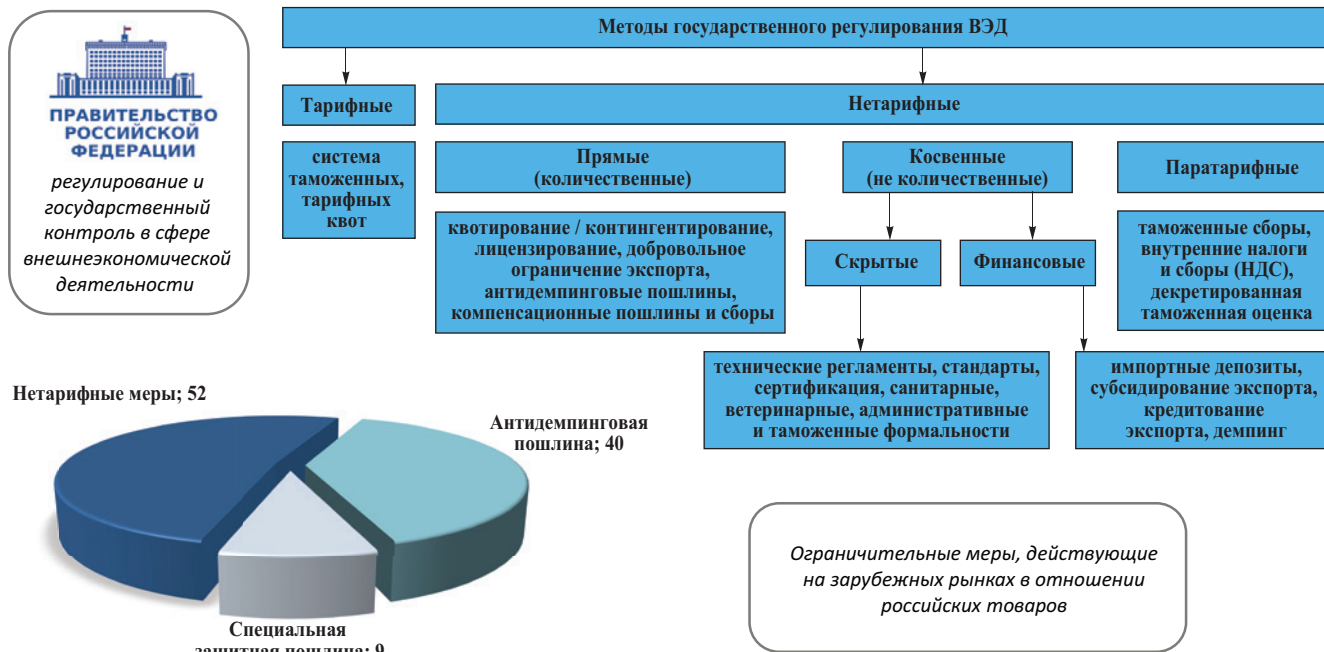 ПРАВИТЕЛЬСТВО
РОССИЙСКОЙ
ФЕДЕРАЦИИ
регулирование и
государственный
контроль в сфере
внешнеэкономической
деятельности
Методы государственного регулирования ВЭД
Тарифные
Нетарифные
система
таможенных,
тарифных
квот
Прямые
(количественные)
Косвенные
(не количественные)
Паратарифные
квотирование / контингентирование,
лицензирование, добровольное
ограничение экспорта,
антидемпинговые пошлины,
компенсационные пошлины и сборы
Скрытые
Финансовые
таможенные сборы,
внутренние налоги
и сборы (НДС),
декретированная
таможенная оценка
технические регламенты, стандарты,
сертификация, санитарные,
ветеринарные, административные
и таможенные формальности
импортные депозиты,
субсидирование экспорта,
кредитование
экспорта, демпинг
Нетарифные меры; 52
Антидемпинговая
пошлина; 40
Специальная
защитная пошлина; 9
Ограничительные меры, действующие
на зарубежных рынках в отношении
российских товаров